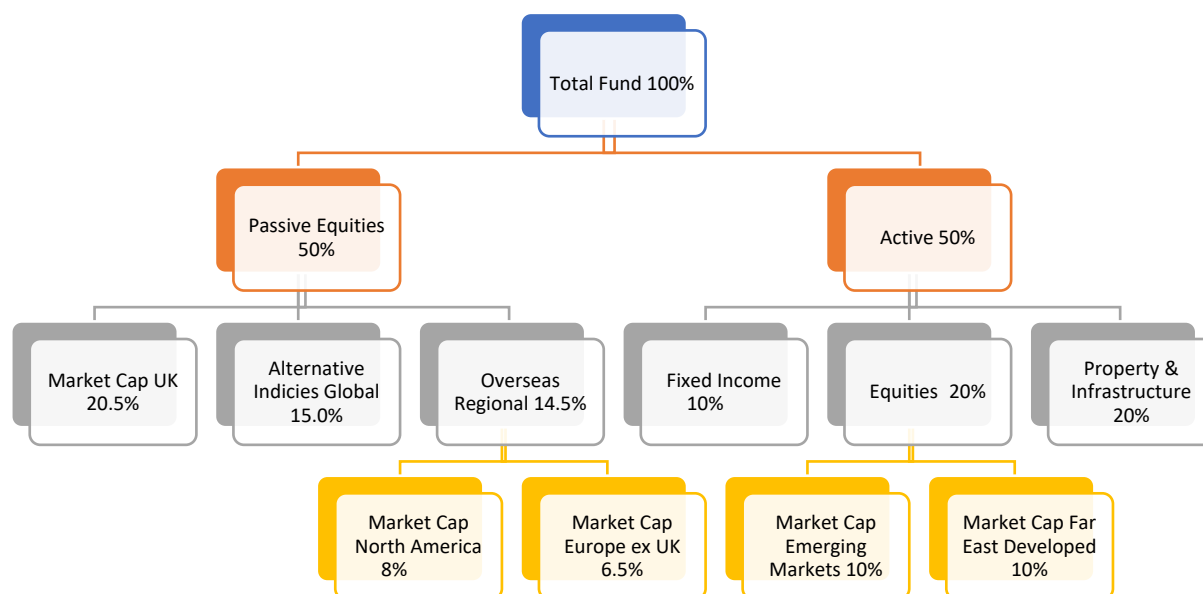 Total Fund 100%
Passive Equities
50%
Active 50%
Market Cap UK
20.5%
Alternative
Indicies Global
15.0%
Overseas
Regional 14.5%
Fixed Income
10%
Equities 20%
Property &
Infrastructure
20%
Market Cap
North America
8%
Market Cap
Europe ex UK
6.5%
Market Cap
Emerging
Markets 10%
Market Cap Far
East Developed
10%